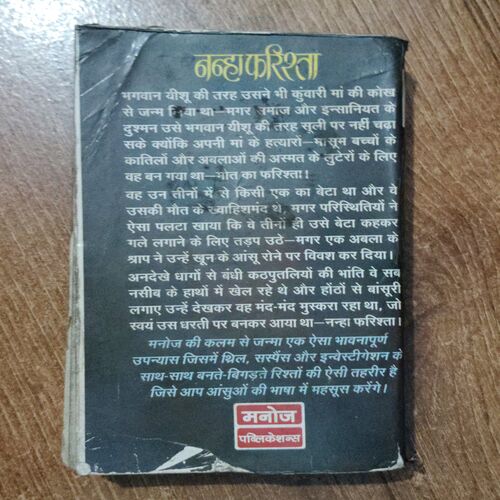 नन्हा फरिश्ता
भगवान यीशू की तरह उसने भी कुंवारी मां की कोख
से जन्म लिया था—मगर समाज और इन्सानियत के
दुश्मन उसे भगवान यीशू की तरह सूली पर नहीं चढ़ा
सके क्योंकि अपनी मां के हत्यारों—मासूम बच्चों के
कातिलों और अबलाओं की अस्मत के लुटेरों के लिए
वह बन गया था—मौत का फरिश्ता!
वह उन तीनों में से किसी एक का बेटा था और वे
उसकी मौत के ख्वाहिशमंद थे, मगर परिस्थितियों ने
ऐसा पलटा खाया कि वे तीनों ही उसे बेटा कहकर
गले लगाने के लिए तड़प उठे—मगर एक अबला के
श्राप ने उन्हें खून के आंसू रोने पर विवश कर दिया।
अनदेखे धागों से बंधी कठपुतलियों की भांति वे सब
नसीब के हाथों में खेल रहे थे और होंठों से बांसुरी
लगाए उन्हें देखकर वह मंद-मंद मुस्करा रहा था, जो
स्वयं उस धरती पर बनकर आया था—नन्हा फरिश्ता।
मनोज की कलम से जन्मा एक ऐसा भावनापूर्ण
उपन्यास जिसमें थ्रिल, सस्पैंस और इन्वेस्टीगेशन के
साथ-साथ बनते-बिगड़ते रिश्तों की ऐसी तहरीर है
जिसे आप आंसुओं की भाषा में महसूस करेंगे।
मनोज
पब्लिकेशन्स